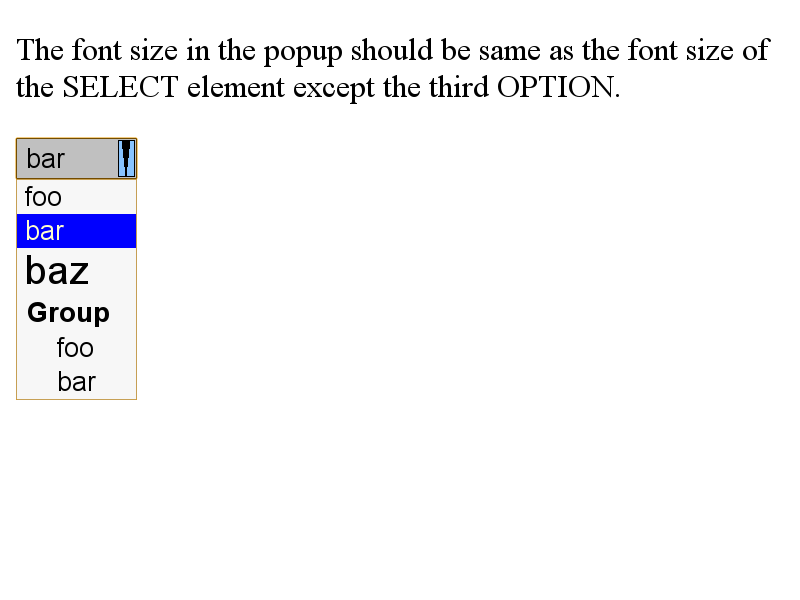 The font size in the popup should be same as the font size of
the SELECT element except the third OPTION.
bar
foo
bar
baz
Group
foo
bar